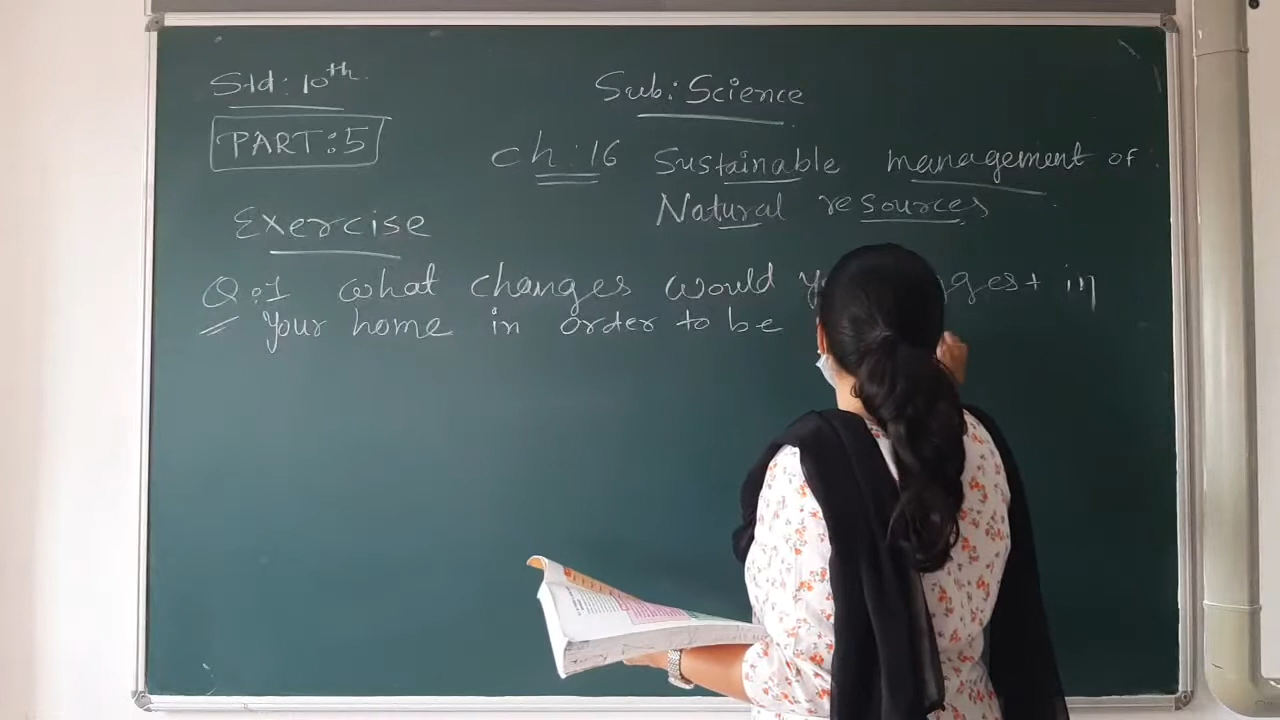 Std: 10th.
Sub: Science
PART: 5
Ch: 16 Sustainable management of
Natural resources
Exercise
Q:1 What changes would in
your home in order to be